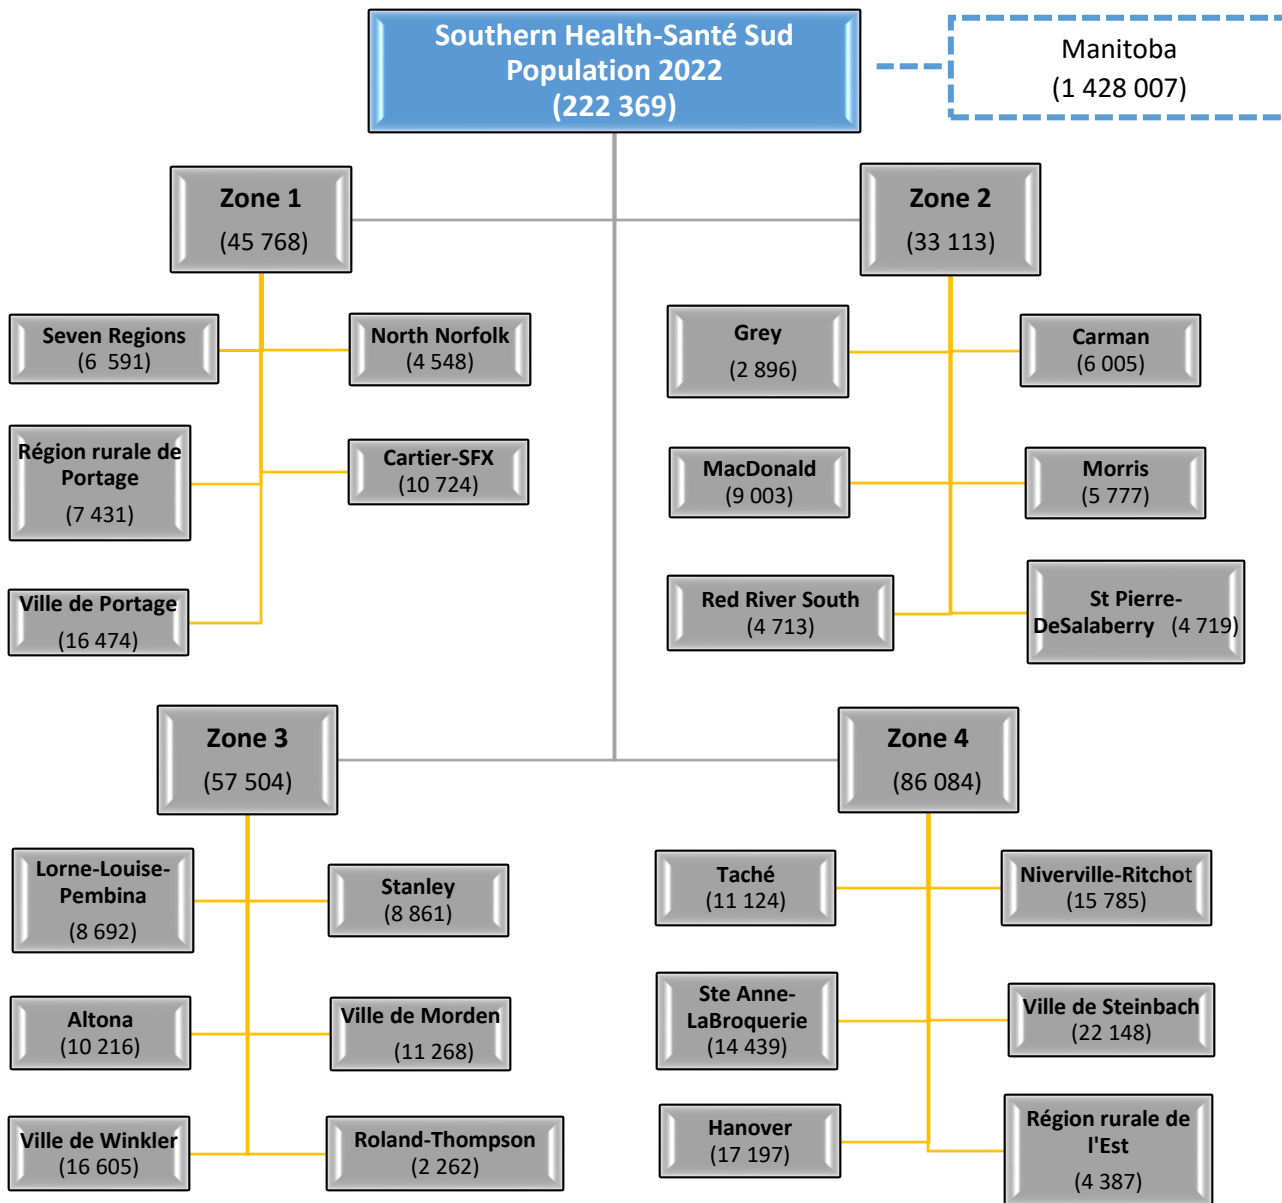 Southern Health-Santé Sud
Population 2022
(222 369)
Manitoba
(1 428 007)
Zone 1
(45 768)
Zone 2
(33 113)
Seven Regions
(6 591)
North Norfolk
(4 548)
Grey
(2 896)
Carman
(6 005)
Région rurale de
Portage
(7 431)
Cartier-SFX
(10 724)
MacDonald
(9 003)
Morris
(5 777)
Ville de Portage
(16 474)
Red River South
(4 713)
St Pierre-
DeSalaberry (4 719)
Zone 3
(57 504)
Zone 4
(86 084)
Lorne-Louise-
Pembina
(8 692)
Stanley
(8 861)
Taché
(11 124)
Niverville-Ritchot
(15 785)
Altona
(10 216)
Ville de Morden
(11 268)
Ste Anne-
LaBroquerie
(14 439)
Ville de Steinbach
(22 148)
Ville de Winkler
(16 605)
Roland-Thompson
(2 262)
Hanover
(17 197)
Région rurale de
l'Est
(4 387)